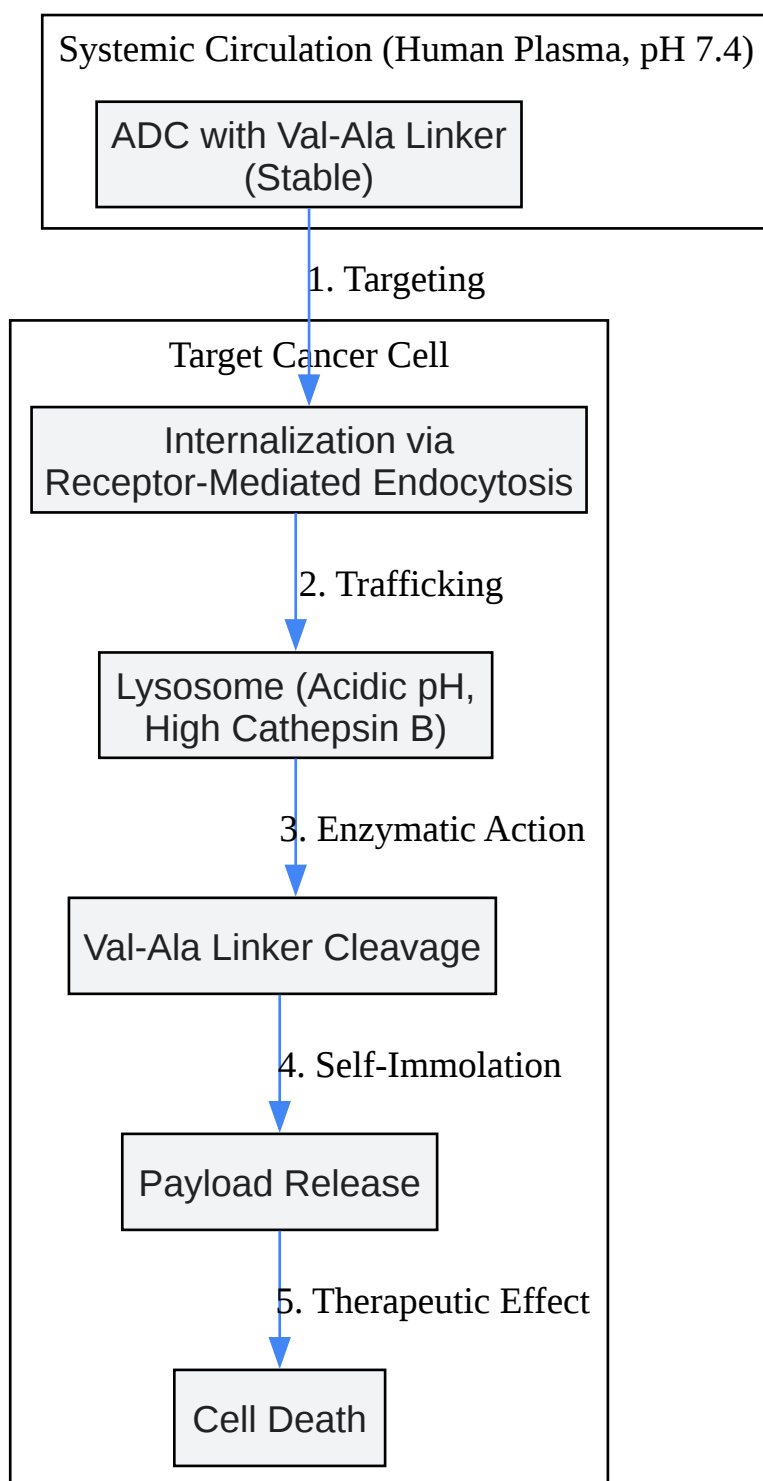 Systemic Circulation (Human Plasma, pH 7.4)
ADC with Val-Ala Linker
(Stable)
1. Targeting
Target Cancer Cell
Internalization via
Receptor-Mediated Endocytosis
2. Trafficking
Lysosome (Acidic pH,
High Cathepsin B)
3. Enzymatic Action
Val-Ala Linker Cleavage
4. Self-Immolation
Payload Release
5. Therapeutic Effect
Cell Death